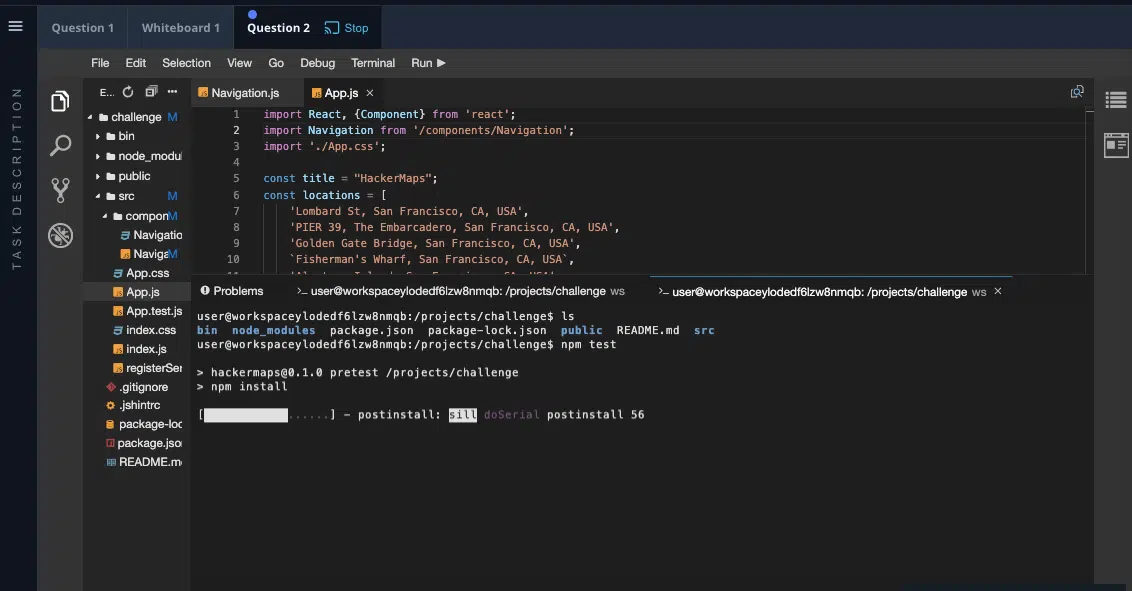 Question 1
Whiteboard 1
Question 2
Stop
File Edit Selection View Go Debug Terminal Run
TASK DESCRIPTION
E...
Navigation.js
App.js
challenge M
bin
node_modul
public
src M
componM
Navigatio
NavigaM
App.css
App.js
App.test.js
index.css
index.js
registerSer
.gitignore
.jshintrc
package-loc
package.jso
README.m
1 import React, {Component} from 'react';
2 import Navigation from '/components/Navigation';
3 import './App.css';
4
5 const title = "HackerMaps";
6 const locations = [
7 'Lombard St, San Francisco, CA, USA',
8 'PIER 39, The Embarcadero, San Francisco, CA, USA',
9 'Golden Gate Bridge, San Francisco, CA, USA',
10 `Fisherman's Wharf, San Francisco, CA, USA`,
Problems
>_ user@workspaceylodedf6lzw8nmqb: /projects/challenge ws
>_ user@workspaceylodedf6lzw8nmqb: /projects/challenge ws
user@workspaceylodedf6lzw8nmqb:/projects/challenge$ ls
bin node_modules package.json package-lock.json public README.md src
user@workspaceylodedf6lzw8nmqb:/projects/challenge$ npm test
> hackermaps@0.1.0 pretest /projects/challenge
> npm install
[ ......] - postinstall: sill doSerial postinstall 56